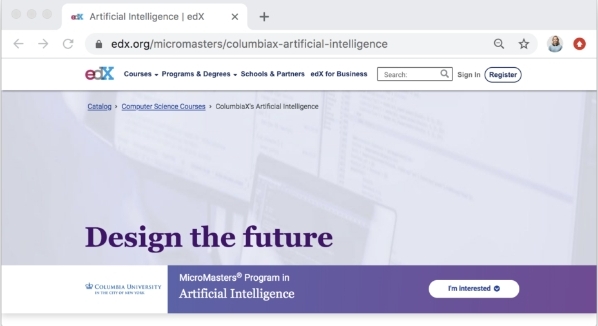 edX Artificial Intelligence | edX
edx.org/micromasters/columbiax-artificial-intelligence
edX Courses Programs & Degrees Schools & Partners edX for Business Search: Sign In Register
Catalog › Computer Science Courses › ColumbiaX's Artificial Intelligence
Design the future
COLUMBIA UNIVERSITY
IN THE CITY OF NEW YORK
MicroMasters® Program in
Artificial Intelligence
I'm Interested